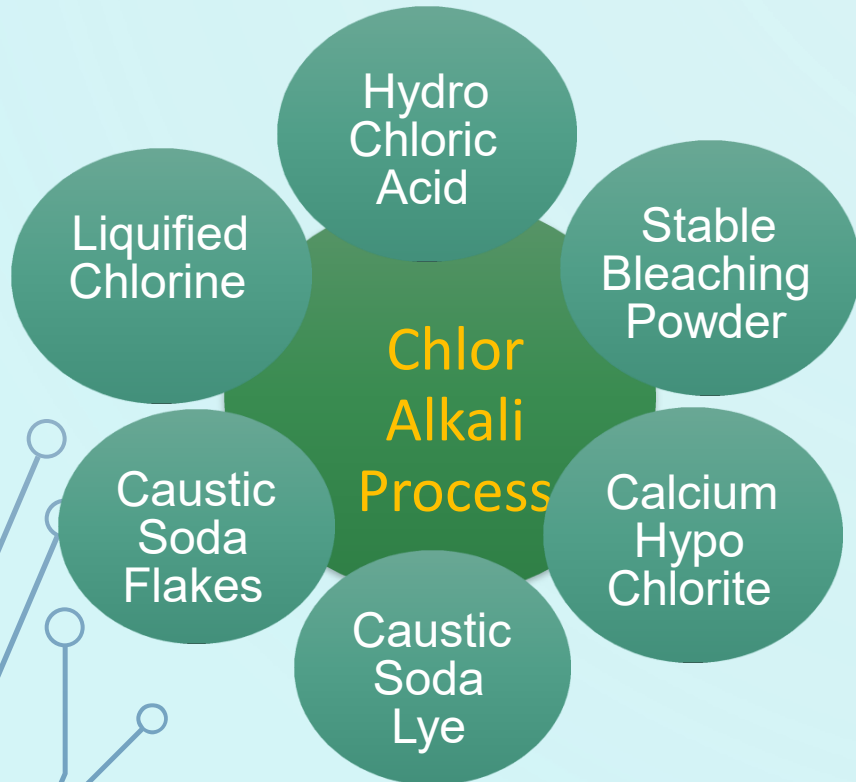 Hydro
Chloric
Acid
Liquified
Chlorine
Stable
Bleaching
Powder
Chlor
Alkali
Process
Caustic
Soda
Flakes
Calcium
Hypo
Chlorite
Caustic
Soda
Lye